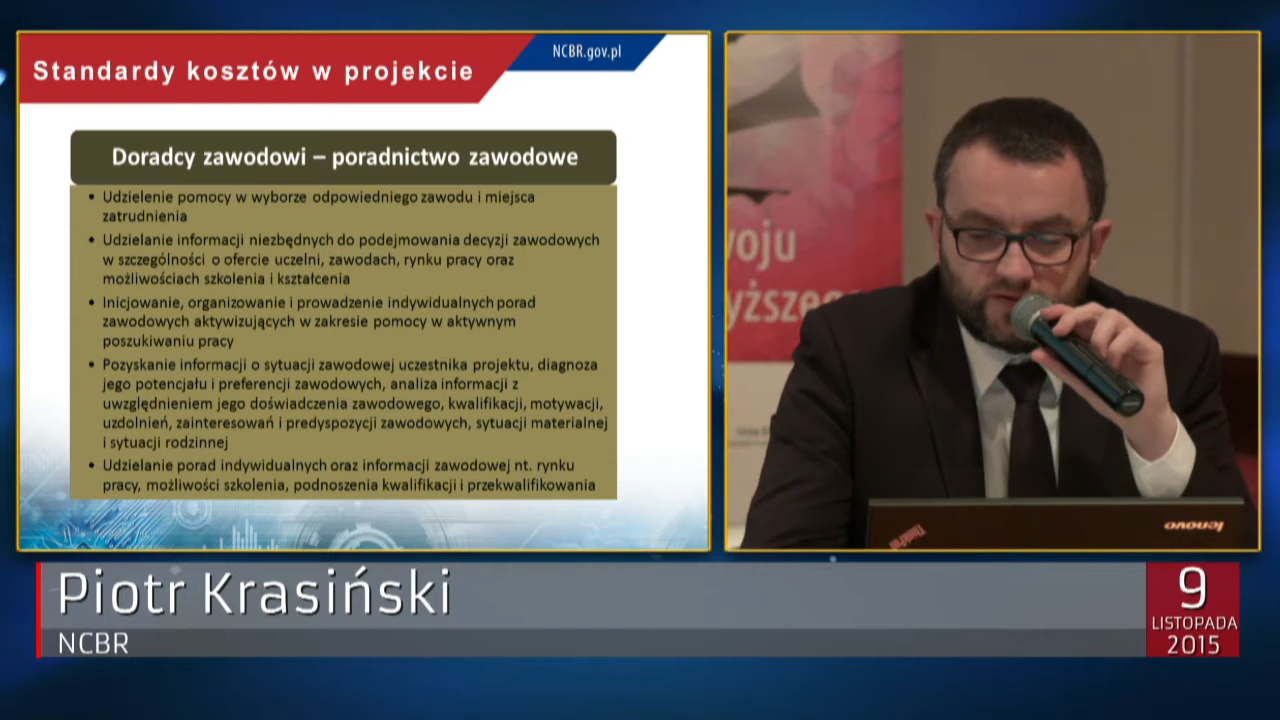 Standardy kosztów w projekcie
NCBR.gov.pl
Doradcy zawodowi – poradnictwo zawodowe
• Udzielenie pomocy w wyborze odpowiedniego zawodu i miejsca
zatrudnienia
• Udzielanie informacji niezbędnych do podejmowania decyzji zawodowych
w szczególności o ofercie uczelni, zawodach, rynku pracy oraz
możliwościach szkolenia i kształcenia
• Inicjowanie, organizowanie i prowadzenie indywidualnych porad
zawodowych aktywizujących w zakresie pomocy w aktywnym
poszukiwaniu pracy
• Pozyskanie informacji o sytuacji zawodowej uczestnika projektu, diagnoza
jego potencjału i preferencji zawodowych, analiza informacji z
uwzględnieniem jego doświadczenia zawodowego, kwalifikacji, motywacji,
uzdolnień, zainteresowań i predyspozycji zawodowych, sytuacji materialnej
i sytuacji rodzinnej
• Udzielanie porad indywidualnych oraz informacji zawodowej nt. rynku
pracy, możliwości szkolenia, podnoszenia kwalifikacji i przekwalifikowania
woju
yższeg
ThinkPad
lenovo
Piotr Krasiński
NCBR
9
LISTOPADA
2015